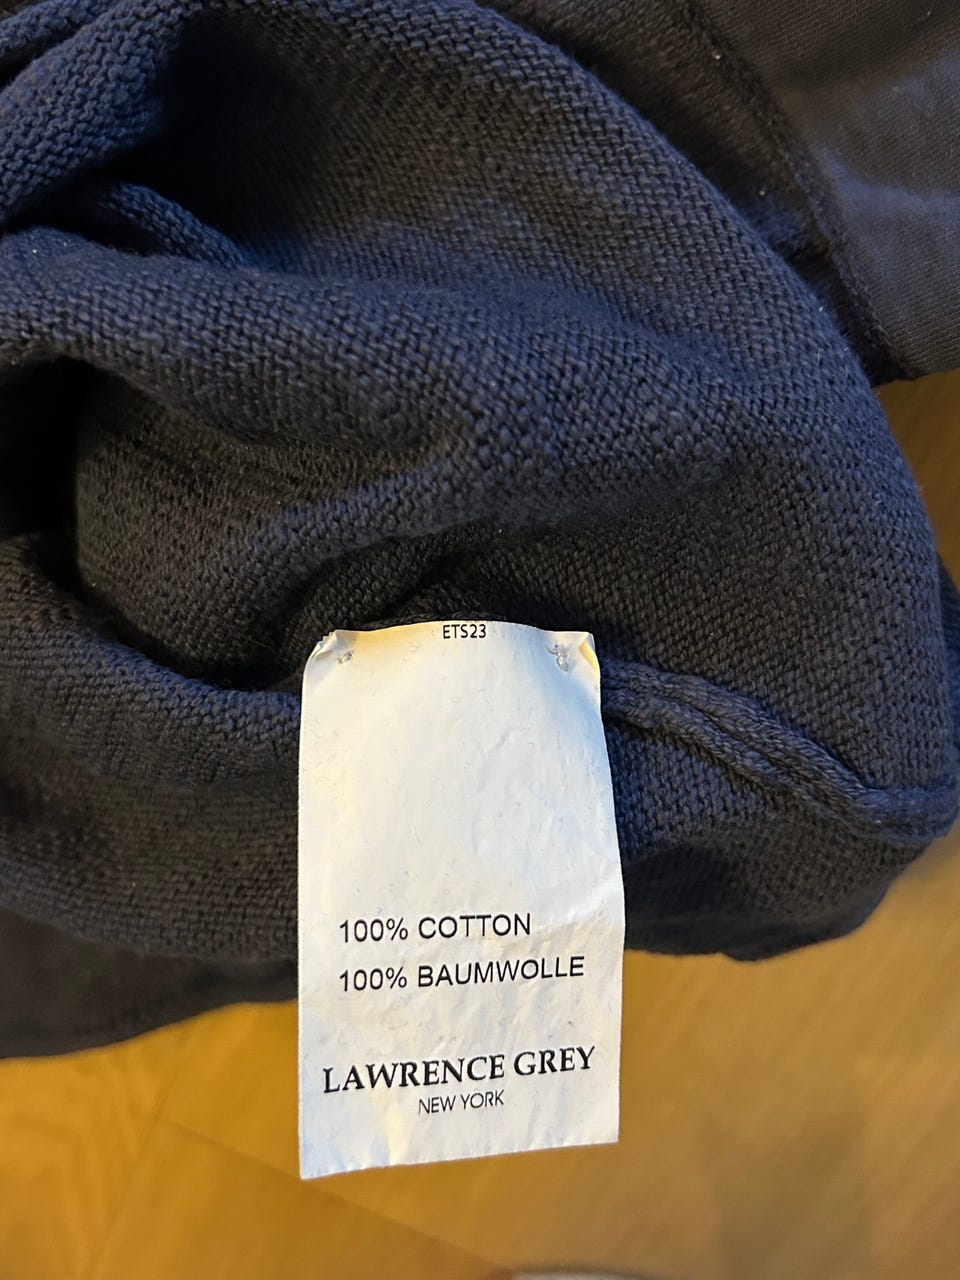 ETS23
100% COTTON
100% BAUMWOLLE
LAWRENCE GREY
NEW YORK